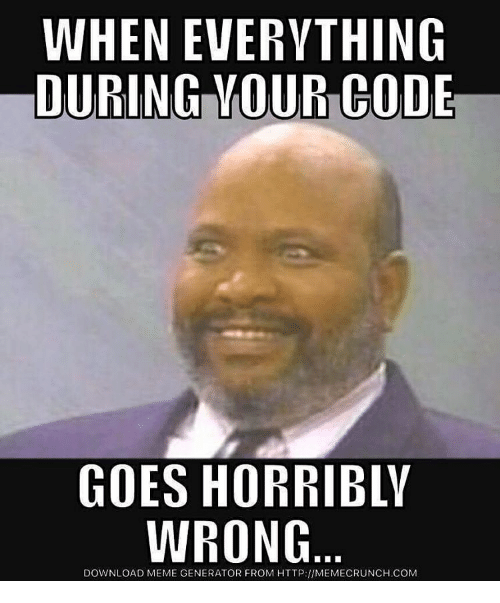 WHEN EVERYTHING
DURING YOUR CODE
GOES HORRIBLY
WRONG...
DOWNLOAD MEME GENERATOR FROM HTTP://MEMECRUNCH.COM